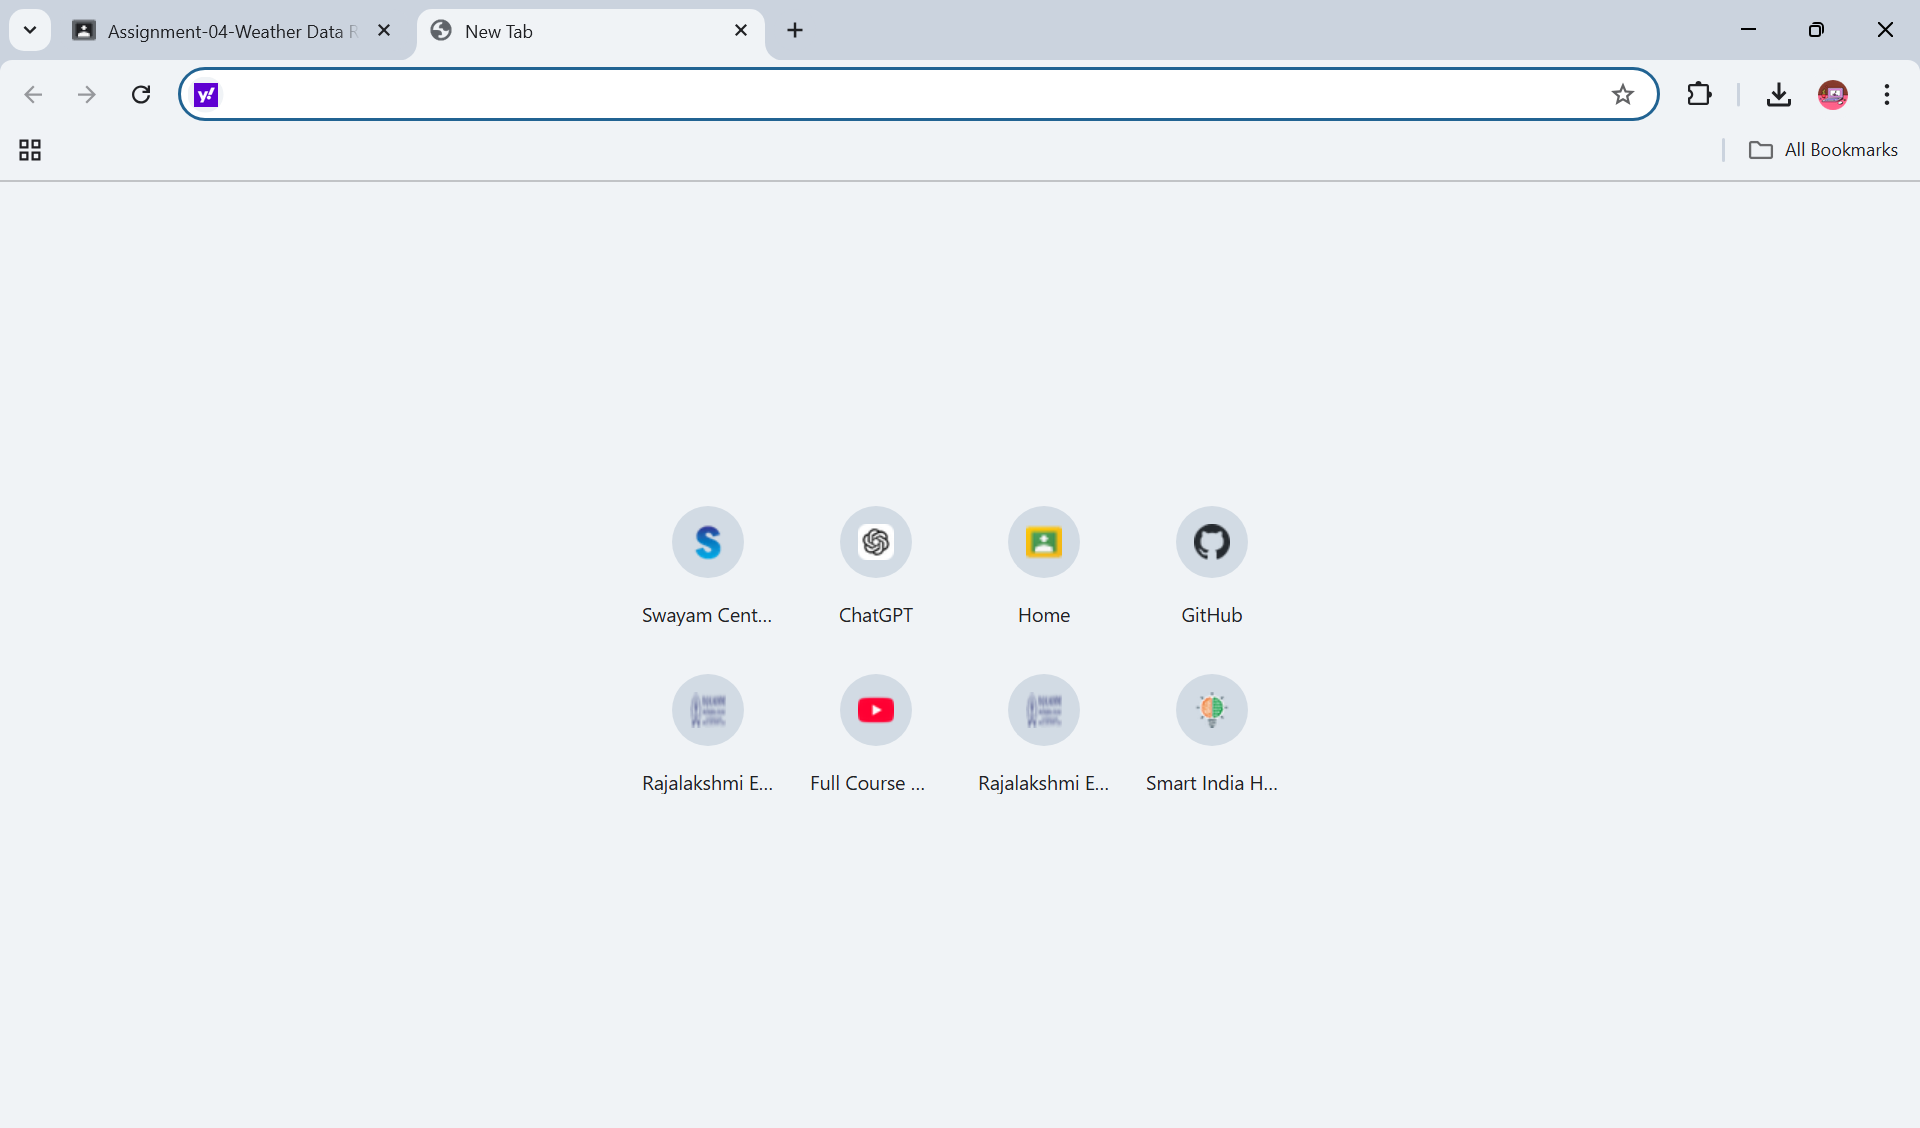 Assignment-04-Weather Data R
New Tab
y!
All Bookmarks
Swayam Cent...
ChatGPT
Home
GitHub
Rajalakshmi E...
Full Course ...
Rajalakshmi E...
Smart India H...